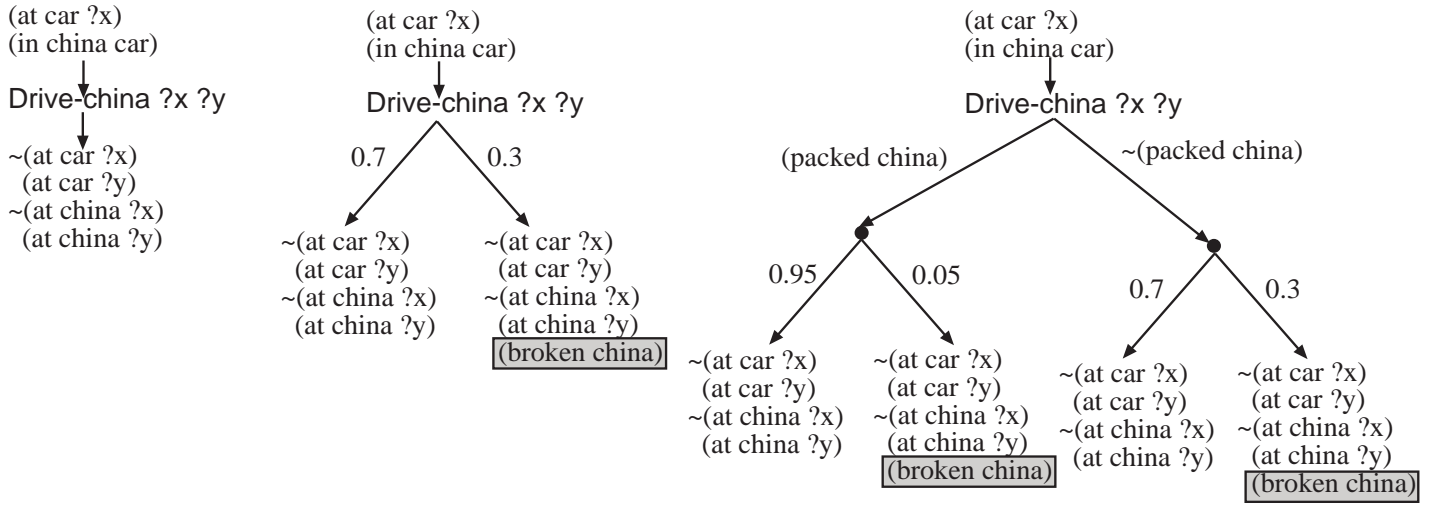 (at car ?x)
(in china car)
Drive-china ?x ?y
~(at car ?x)
(at car ?y)
~(at china ?x)
(at china ?y)
(at car ?x)
(in china car)
Drive-china ?x ?y
0.7
0.3
~(at car ?x)
(at car ?y)
~(at china ?x)
(at china ?y)
~(at car ?x)
(at car ?y)
~(at china ?x)
(at china ?y)
(broken china)
(at car ?x)
(in china car)
Drive-china ?x ?y
(packed china)
~(packed china)
0.95
0.05
0.7
0.3
~(at car ?x)
(at car ?y)
~(at china ?x)
(at china ?y)
~(at car ?x)
(at car ?y)
~(at china ?x)
(at china ?y)
(broken china)
~(at car ?x)
(at car ?y)
~(at china ?x)
(at china ?y)
~(at car ?x)
(at car ?y)
~(at china ?x)
(at china ?y)
(broken china)